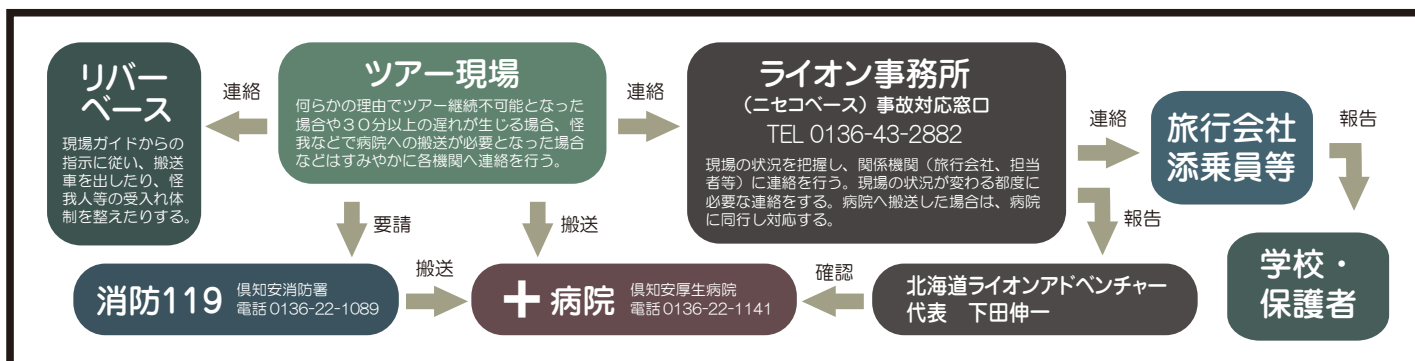 リバー
ベース
現場ガイドからの
指示に従い、搬送
車を出したり、怪
我人等の受入れ体
制を整えたりする。
連絡
ツアー現場
何らかの理由でツアー継続不可能となった
場合や３０分以上の遅れが生じる場合、怪
我などで病院への搬送が必要となった場合
などはすみやかに各機関へ連絡を行う。
連絡
ライオン事務所
（ニセコベース）事故対応窓口
TEL 0136-43-2882
現場の状況を把握し、関係機関（旅行会社、担当
者等）に連絡を行う。現場の状況が変わる都度に
必要な連絡をする。病院へ搬送した場合は、病院
に同行し対応する。
連絡
旅行会社
添乗員等
報告
要請
搬送
報告
消防119
倶知安消防署
電話 0136-22-1089
搬送
病院
倶知安厚生病院
電話 0136-22-1141
確認
北海道ライオンアドベンチャー
代表　下田伸一
学校・
保護者